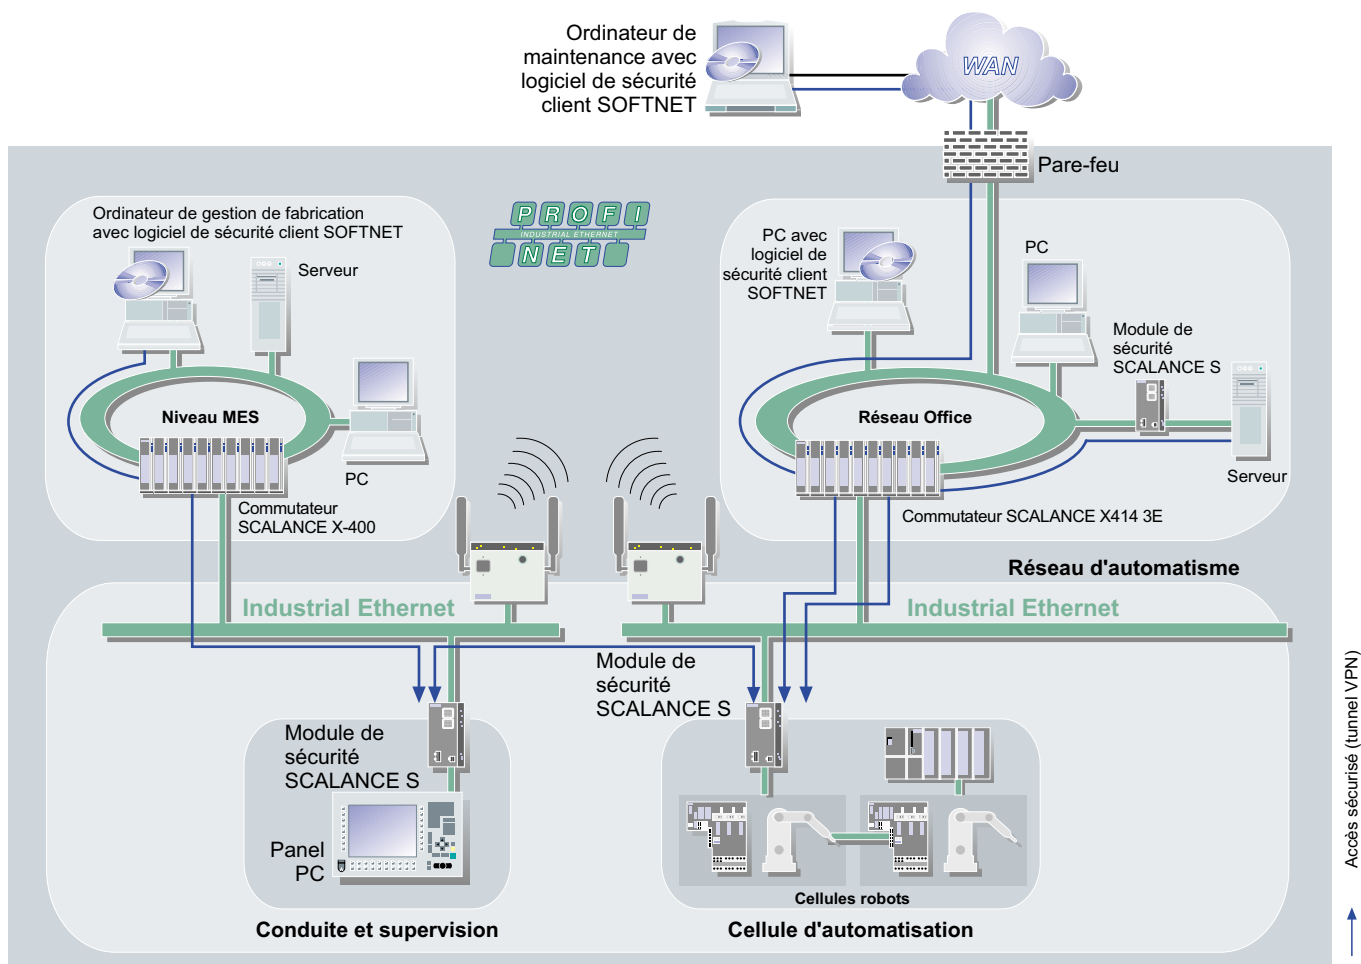 Ordinateur de
maintenance avec
logiciel de sécurité
client SOFTNET
WAN
Pare-feu
Ordinateur de gestion de fabrication
avec logiciel de sécurité client SOFTNET
Serveur
PROFI
INDUSTRIAL ETHERNET
NET
PC avec
logiciel de
sécurité client
SOFTNET
PC
Module de
sécurité
SCALANCE S
Niveau MES
Réseau Office
PC
Serveur
Commutateur
SCALANCE X-400
Commutateur SCALANCE X414 3E
Réseau d'automatisme
Industrial Ethernet
Industrial Ethernet
Module de
sécurité
SCALANCE S
Module de
sécurité
SCALANCE S
Panel
PC
Cellules robots
Conduite et supervision
Cellule d'automatisation
Accès sécurisé (tunnel VPN)